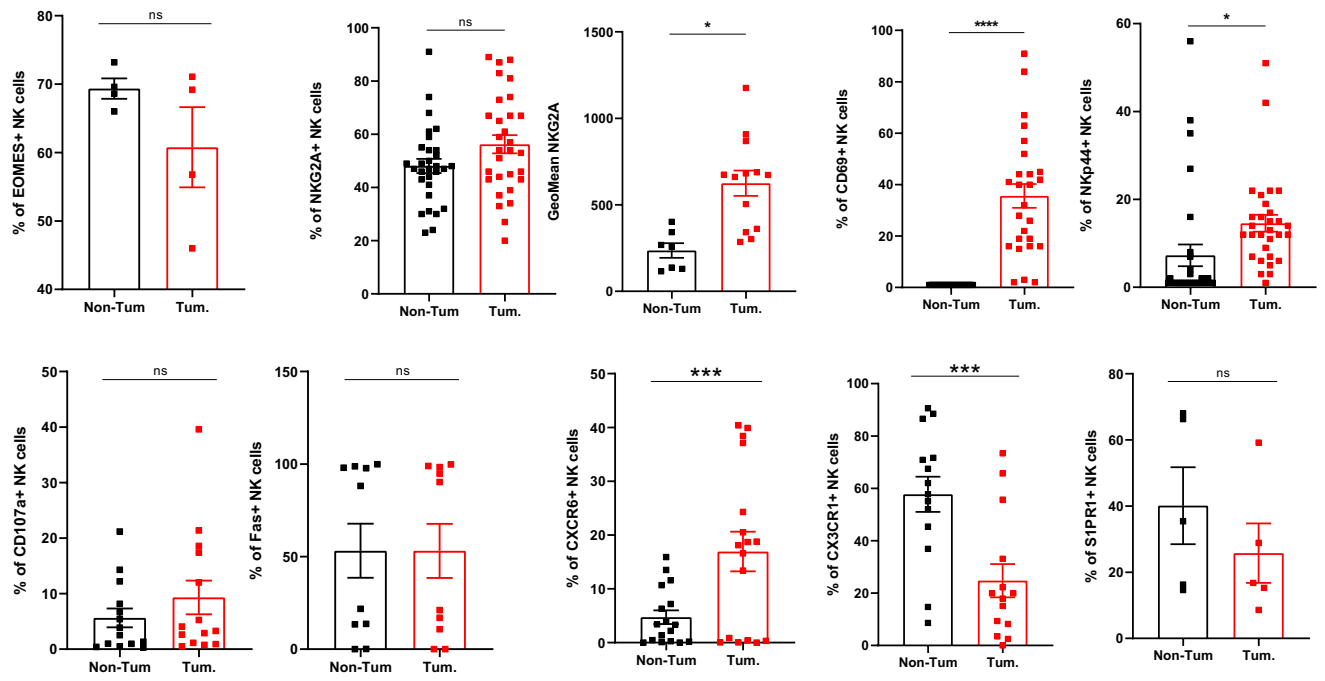 % of EOMES+ NK cells
ns
80
70
60
50
40
Non-Tum
Tum.
% of NKG2A+ NK cells
ns
100
80
60
40
20
0
Non-Tum
Tum.
GeoMean NKG2A
*
1500
1000
500
0
Non-Tum
Tum.
% of CD69+ NK cells
****
100
80
60
40
20
0
Non-Tum
Tum.
% of NKp44+ NK cells
*
60
40
20
0
Non-Tum
Tum.
% of CD107a+ NK cells
ns
50
40
30
20
10
0
Non-Tum
Tum.
% of Fas+ NK cells
ns
150
100
50
0
Non-Tum
Tum.
% of CXCR6+ NK cells
***
50
40
30
20
10
0
Non-Tum
Tum.
% of CX3CR1+ NK cells
***
100
80
60
40
20
0
Non-Tum
Tum.
% of S1PR1+ NK cells
ns
80
60
40
20
0
Non-Tum
Tum.